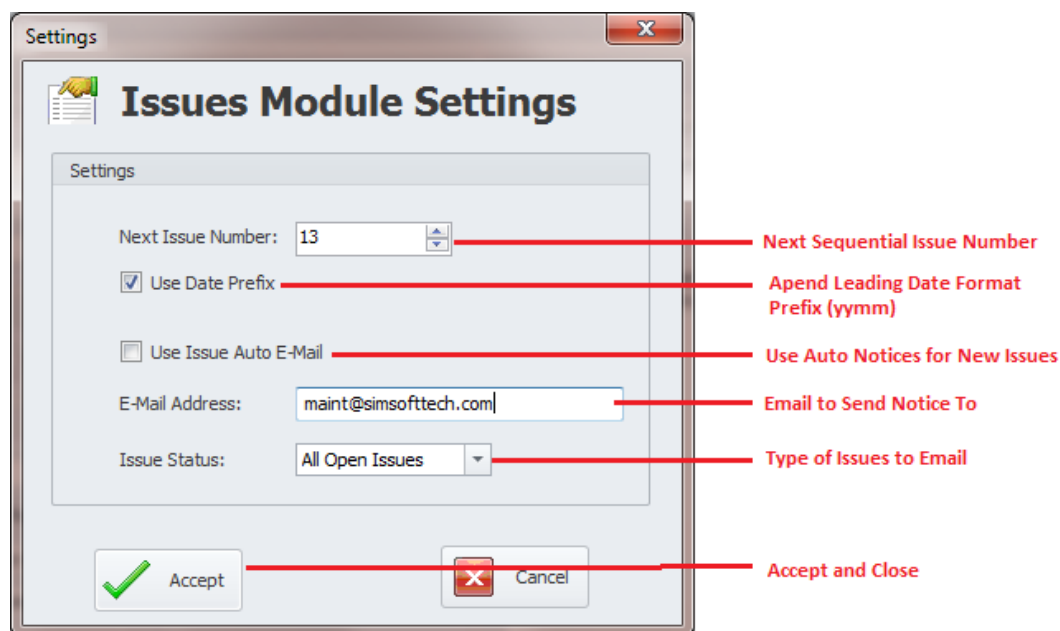 Settings
Issues Module Settings
Settings
Next Issue Number: 13
Next Sequential Issue Number
Use Date Prefix
Apend Leading Date Format
Prefix (yymm)
Use Issue Auto E-Mail
Use Auto Notices for New Issues
E-Mail Address: maint@simsofttech.com
Email to Send Notice To
Issue Status: All Open Issues
Type of Issues to Email
Accept
Cancel
Accept and Close